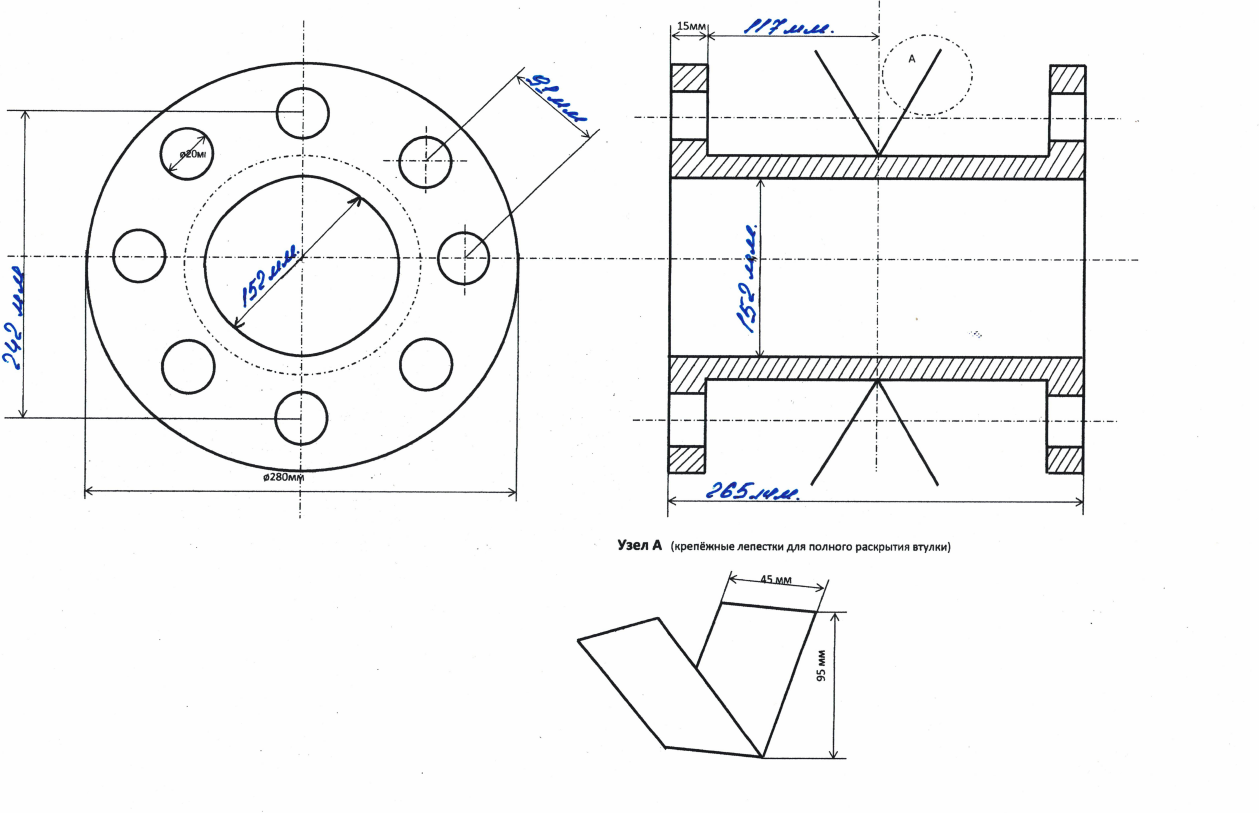 15мм
117 мм.
А
93 мм
ø20мм
152 мм.
242 мм
152 мм.
ø280мм
265 мм.
Узел А (крепёжные лепестки для полного раскрытия втулки)
45 мм
95 мм